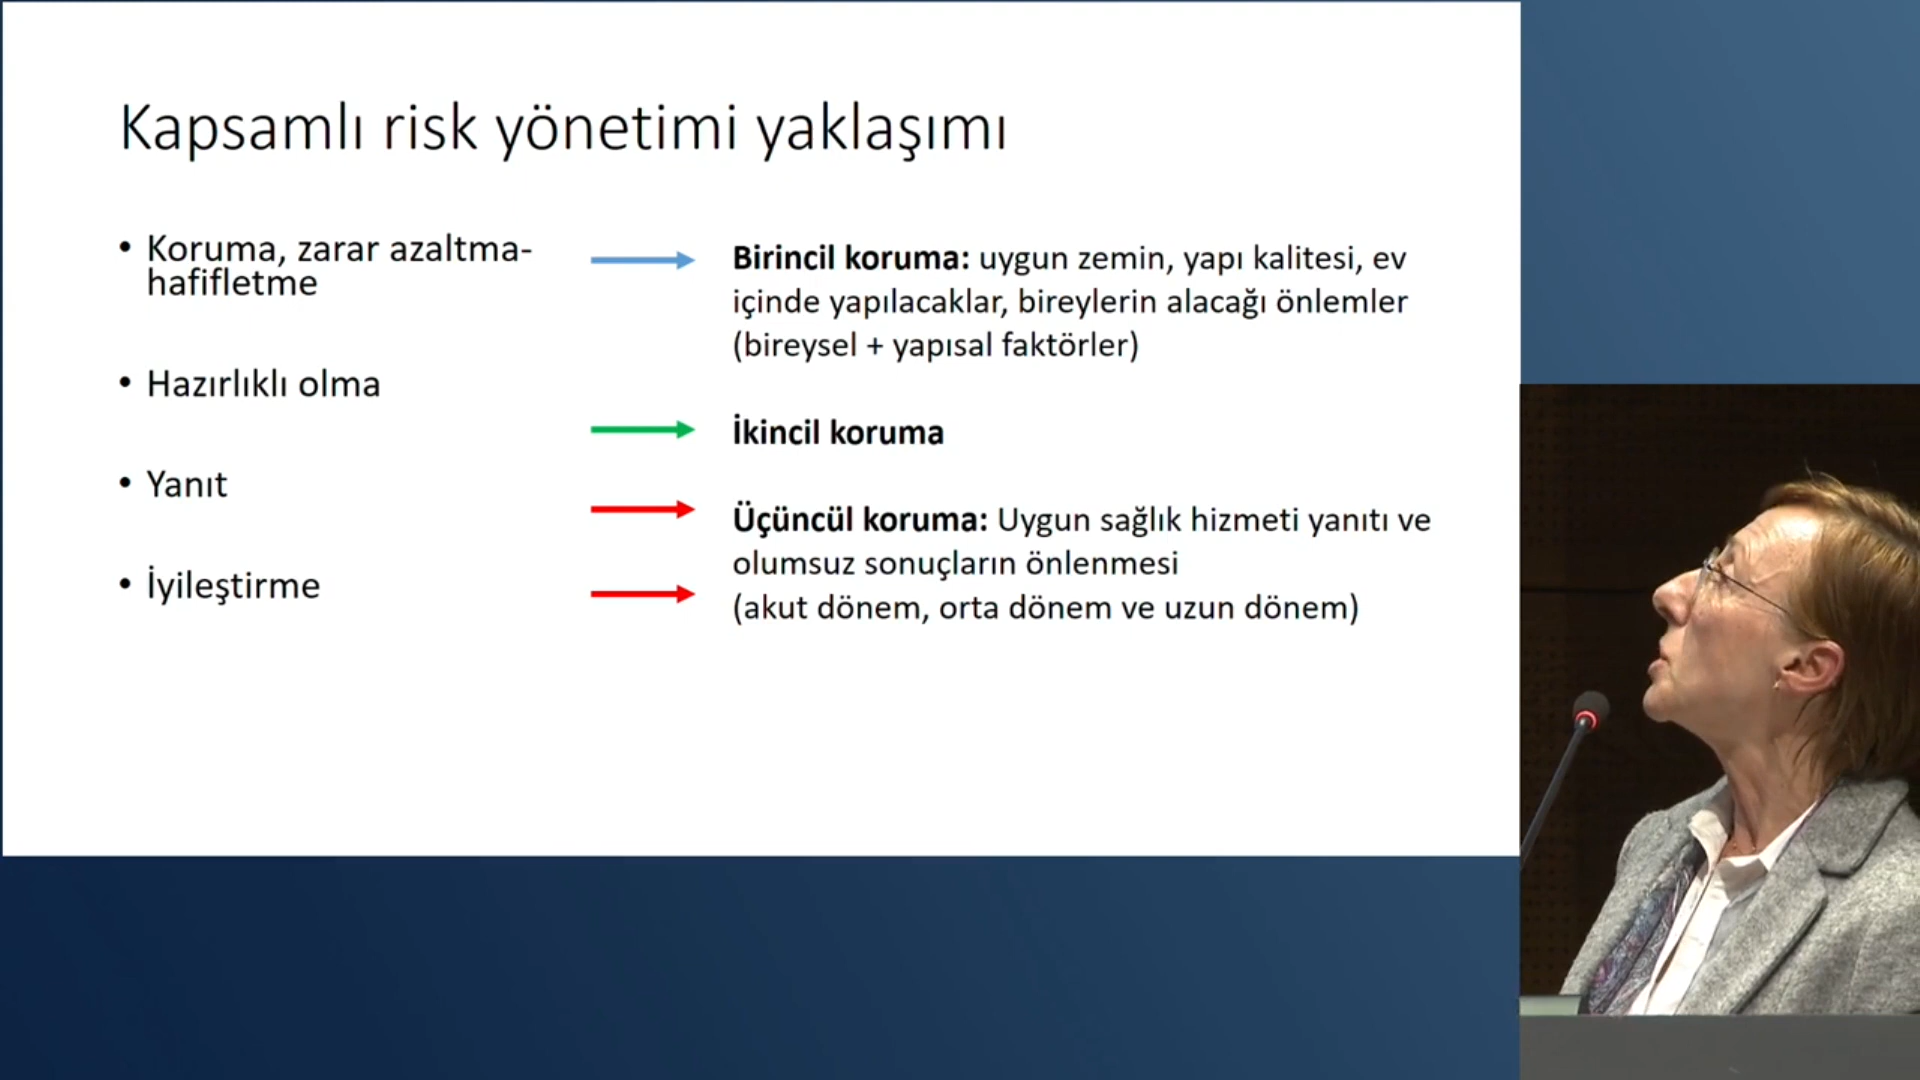 Kapsamlı risk yönetimi yaklaşımı
• Koruma, zarar azaltma-
hafifletme
• Hazırlıklı olma
• Yanıt
• İyileştirme
Birincil koruma: uygun zemin, yapı kalitesi, ev
içinde yapılacaklar, bireylerin alacağı önlemler
(bireysel + yapısal faktörler)
İkincil koruma
Üçüncül koruma: Uygun sağlık hizmeti yanıtı ve
olumsuz sonuçların önlenmesi
(akut dönem, orta dönem ve uzun dönem)